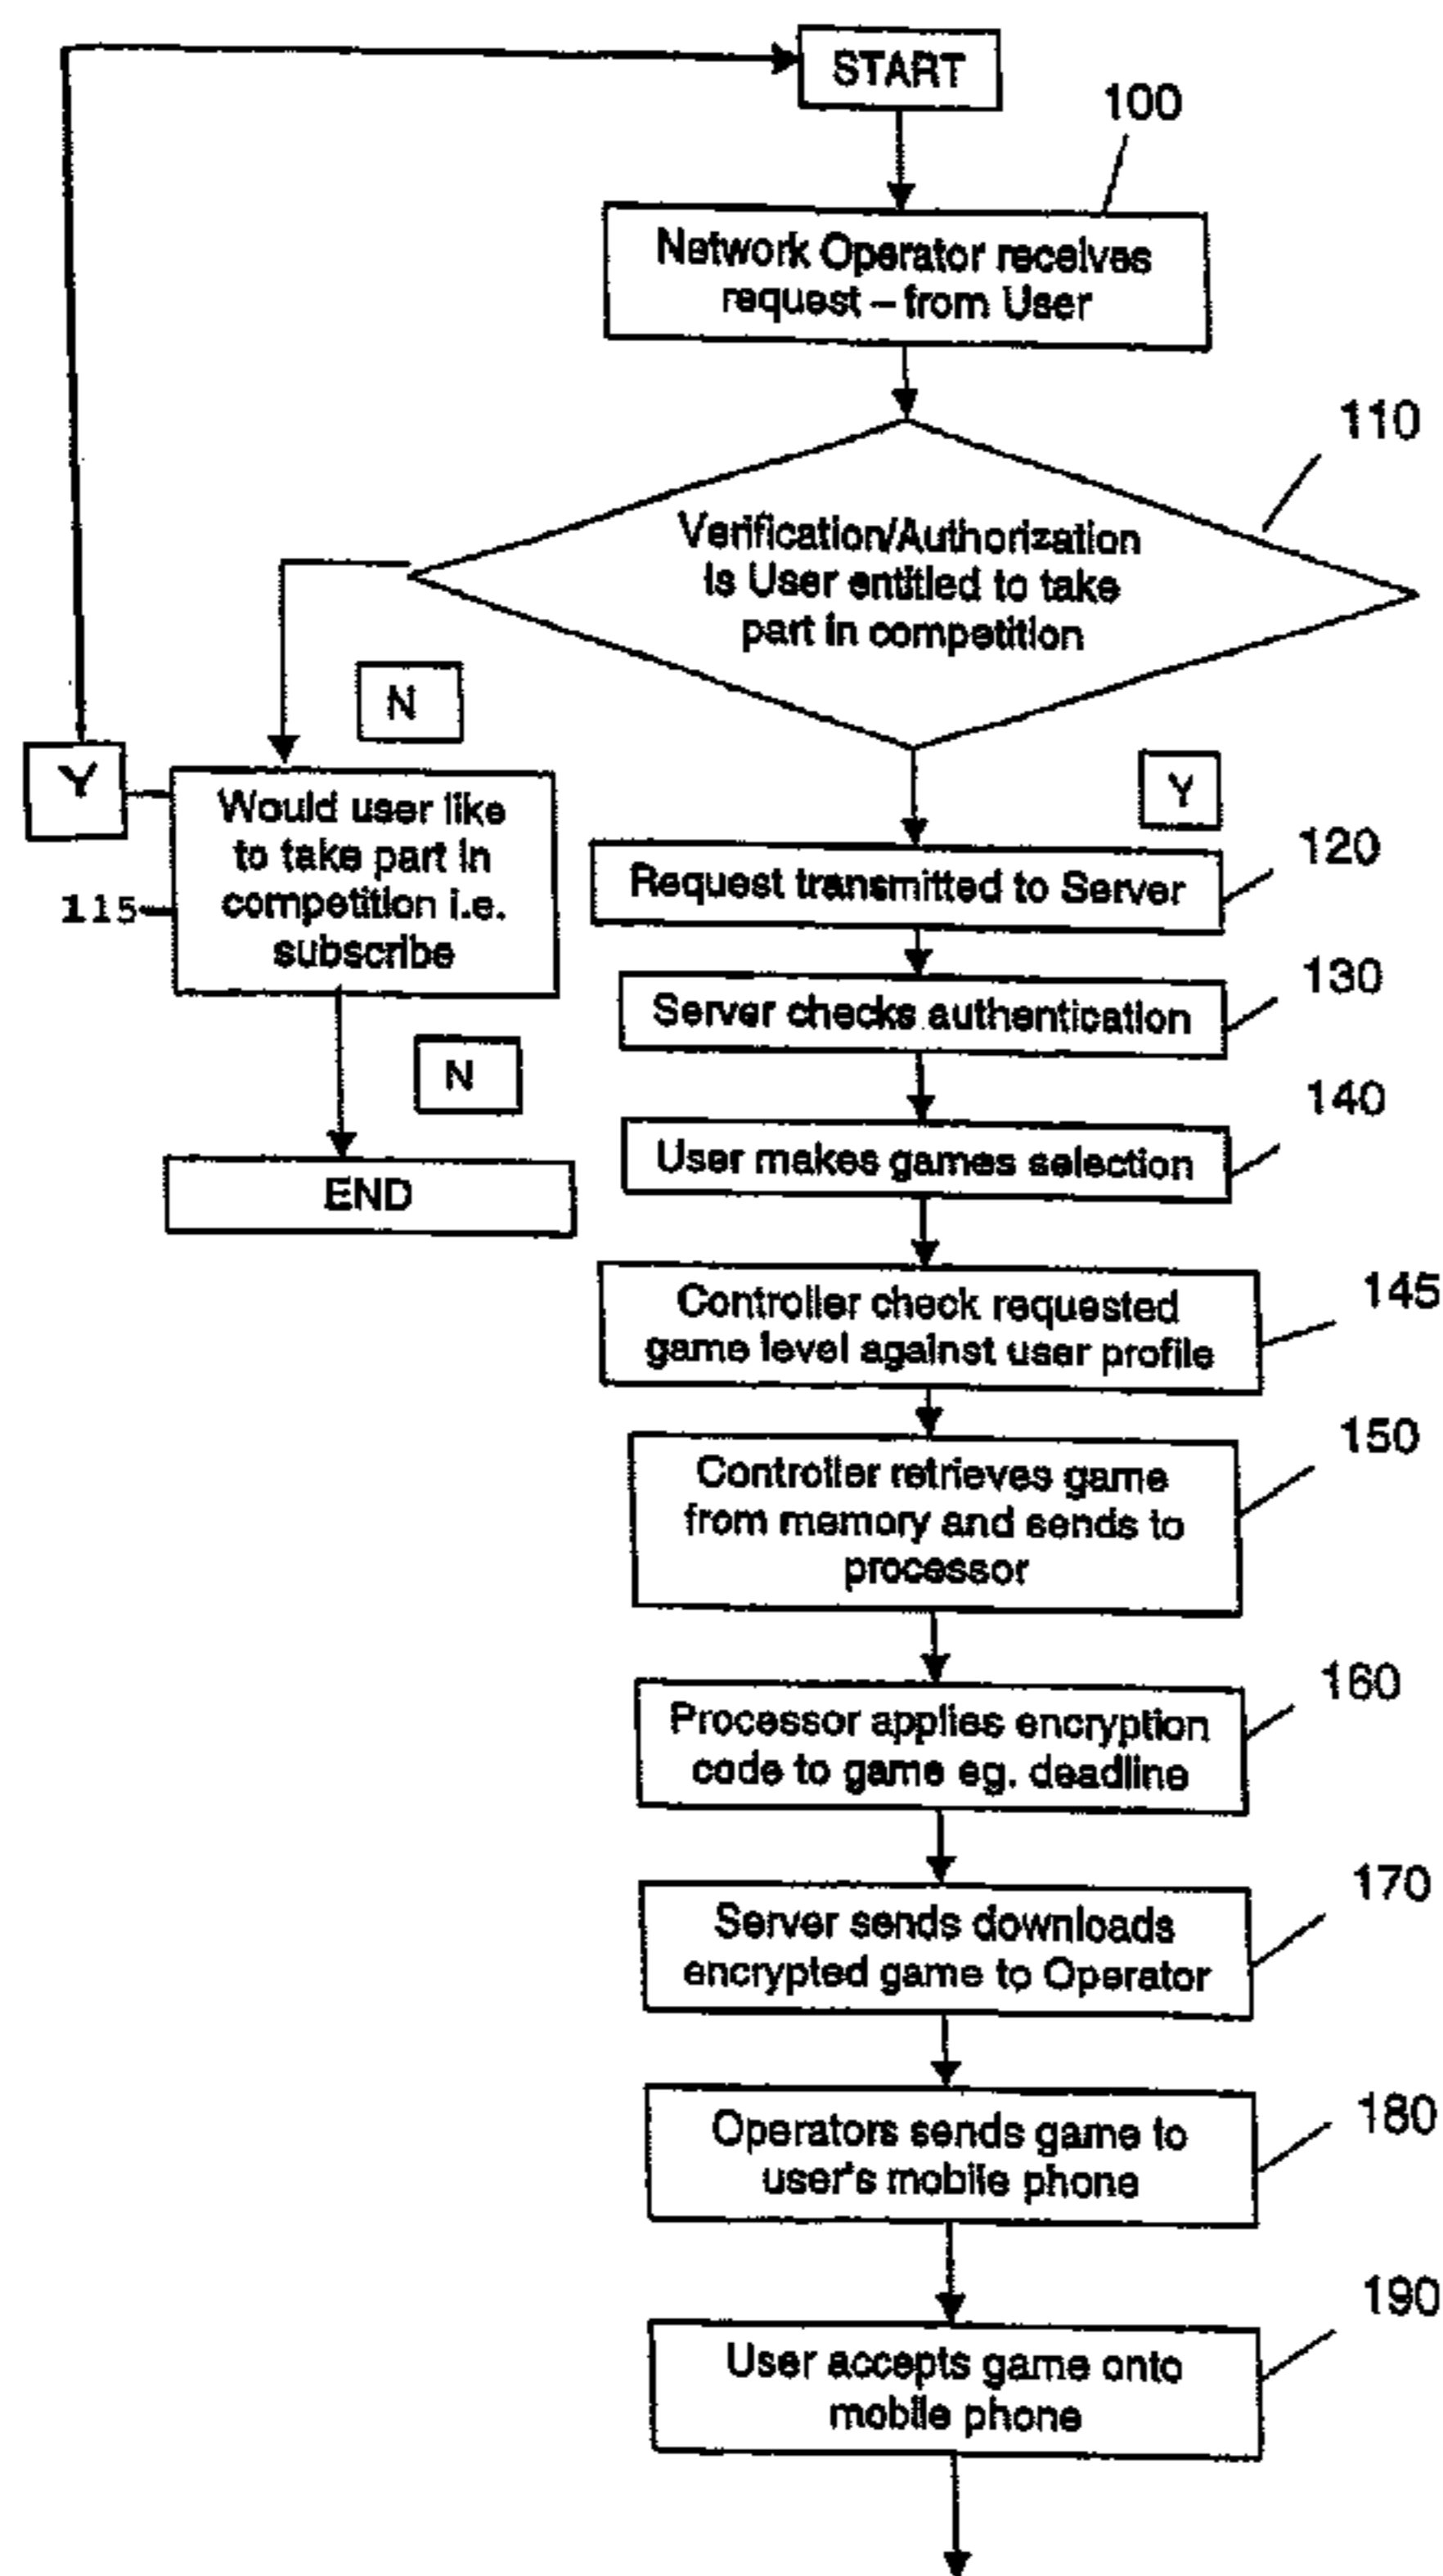 START
100
Network Operator receives
request – from User
110
Verification/Authorization
Is User entitled to take
part in competition
N
Y
Y
Would user like
to take part in
competition i.e.
subscribe
115
120
Request transmitted to Server
130
Server checks authentication
N
140
User makes games selection
END
145
Controller check requested
game level against user profile
150
Controller retrieves game
from memory and sends to
processor
160
Processor applies encryption
code to game eg. deadline
170
Server sends downloads
encrypted game to Operator
180
Operators sends game to
user's mobile phone
190
User accepts game onto
mobile phone